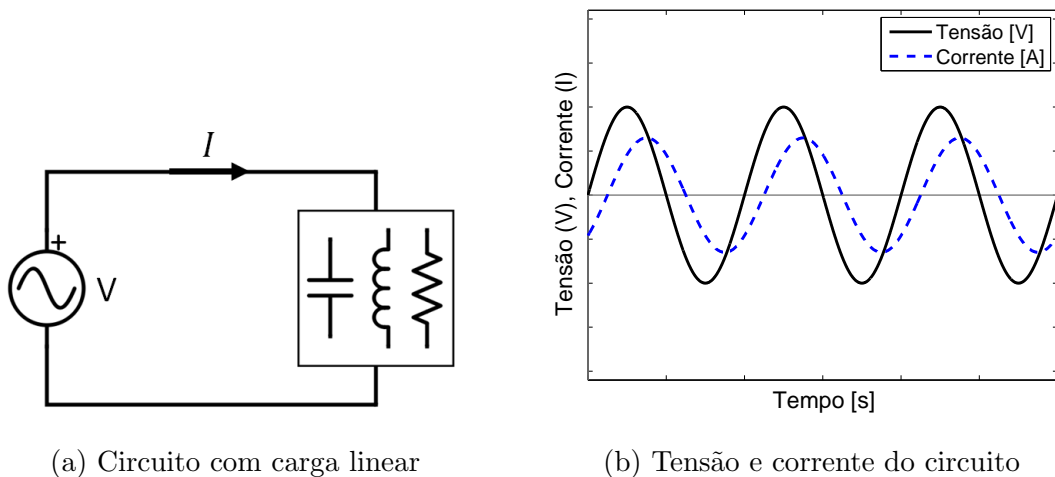 I
+
V
(a) Circuito com carga linear
Tensão [V]
Corrente [A]
Tensão (V), Corrente (I)
Tempo [s]
(b) Tensão e corrente do circuito